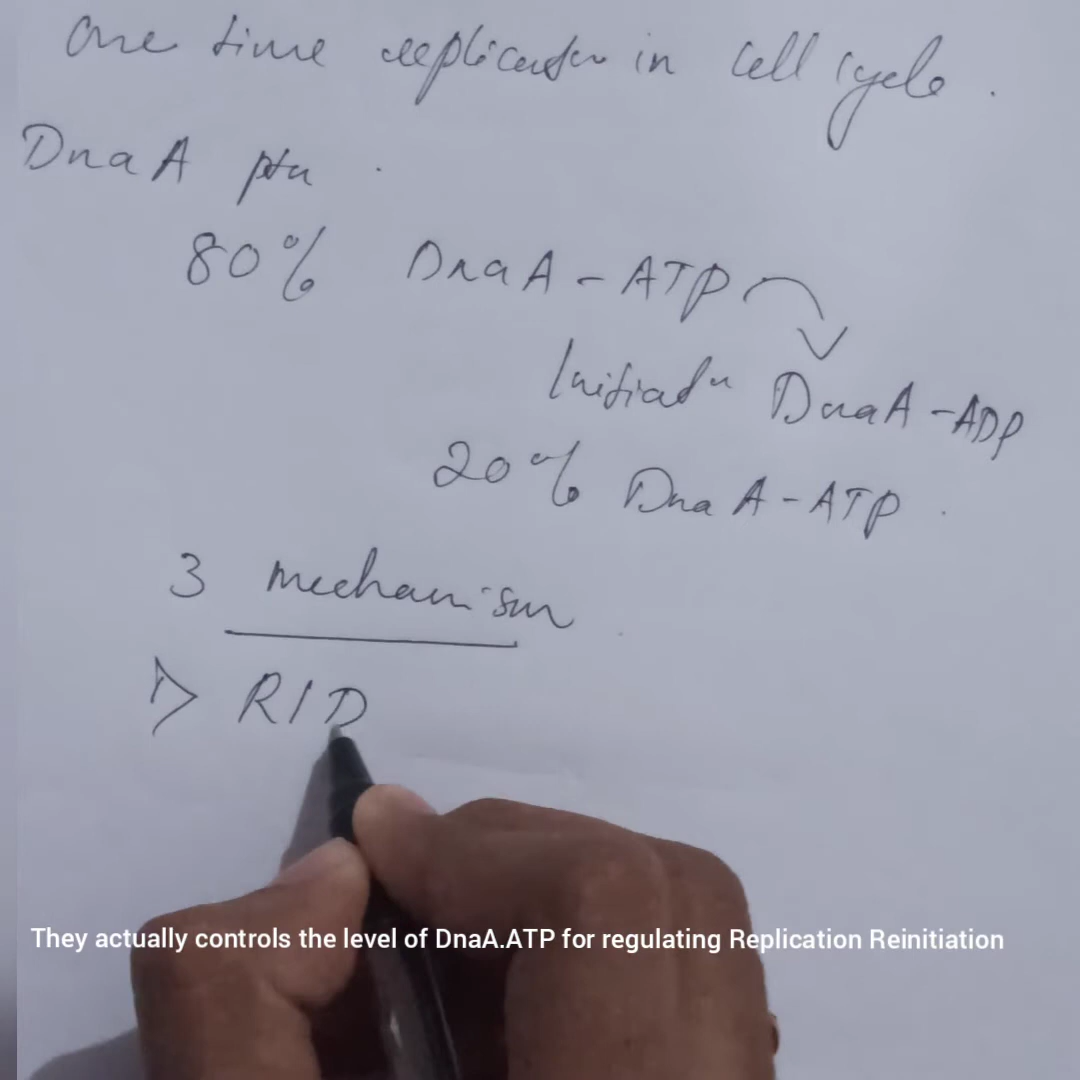 One time replication in cell cycle.
DnaA ptn.
80% DnaA-ATP
Initiatn DnaA-ADP
20% DnaA-ATP.
3 mechanism.
RID
They actually controls the level of DnaA.ATP for regulating Replication Reinitiation